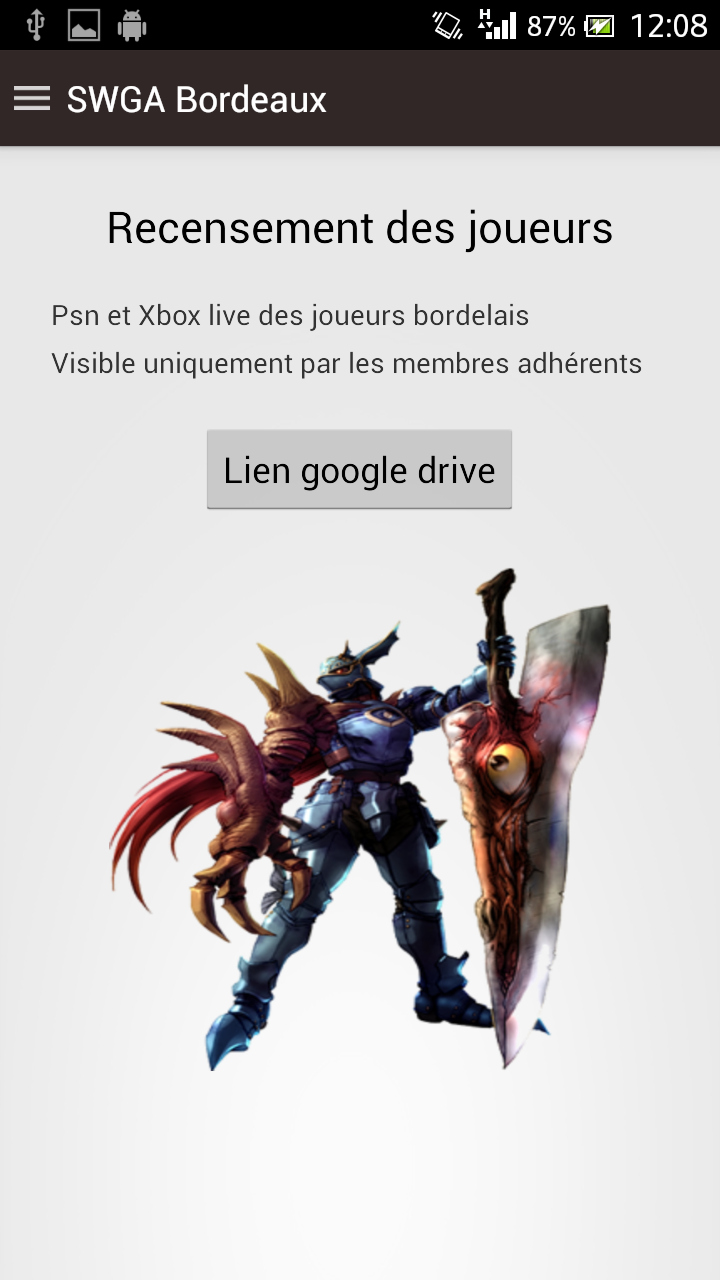 H 87% 12:08
SWGA Bordeaux
Recensement des joueurs
Psn et Xbox live des joueurs bordelais
Visible uniquement par les membres adhérents
Lien google drive